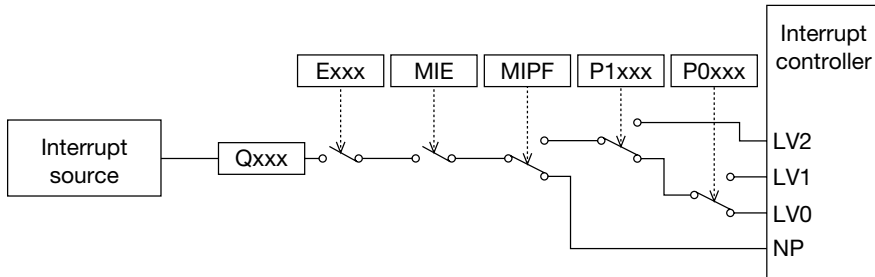 Interrupt
controller
Exxx
MIE
MIPF
P1xxx
P0xxx
Interrupt
source
Qxxx
LV2
LV1
LV0
NP